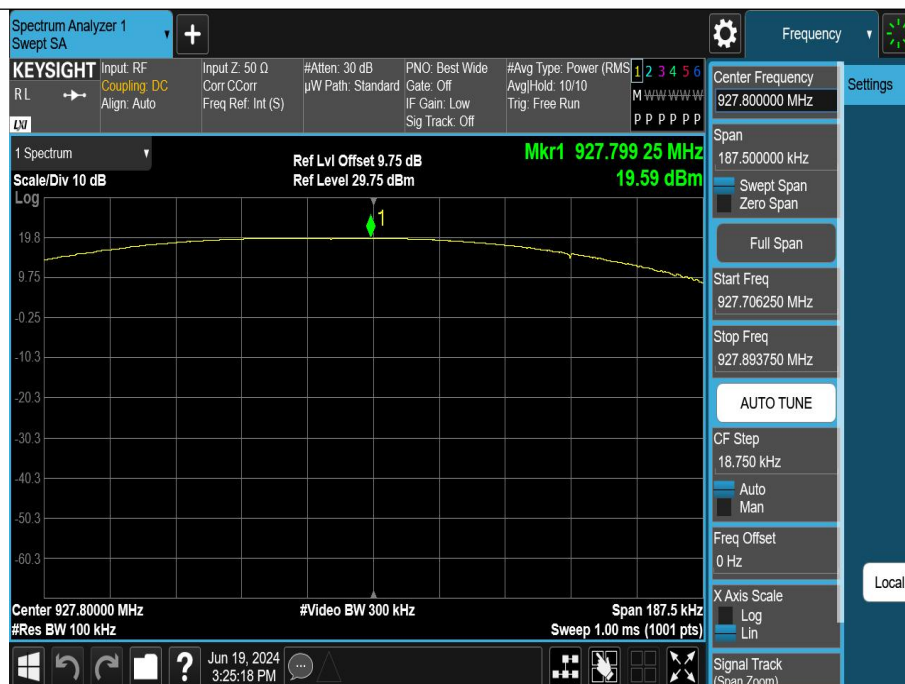 Spectrum Analyzer 1
Swept SA
Frequency
KEYSIGHT
RL
LXI
Input: RF
Coupling: DC
Align: Auto
Input Z: 50 Ω
Corr CCorr
Freq Ref: Int (S)
#Atten: 30 dB
µW Path: Standard
PNO: Best Wide
Gate: Off
IF Gain: Low
Sig Track: Off
#Avg Type: Power (RMS
Avg|Hold: 10/10
Trig: Free Run
1 2 3 4 5 6
M W W W W W
P P P P P P
1 Spectrum
Scale/Div 10 dB
Log
Ref Lvl Offset 9.75 dB
Ref Level 29.75 dBm
Mkr1 927.799 25 MHz
19.59 dBm
1
19.8
9.75
-0.25
-10.3
-20.3
-30.3
-40.3
-50.3
-60.3
Center 927.80000 MHz
#Res BW 100 kHz
#Video BW 300 kHz
Span 187.5 kHz
Sweep 1.00 ms (1001 pts)
Jun 19, 2024
3:25:18 PM
Center Frequency
927.800000 MHz
Span
187.500000 kHz
Swept Span
Zero Span
Full Span
Start Freq
927.706250 MHz
Stop Freq
927.893750 MHz
AUTO TUNE
CF Step
18.750 kHz
Auto
Man
Freq Offset
0 Hz
X Axis Scale
Log
Lin
Signal Track
(Span Zoom)
Settings
Local